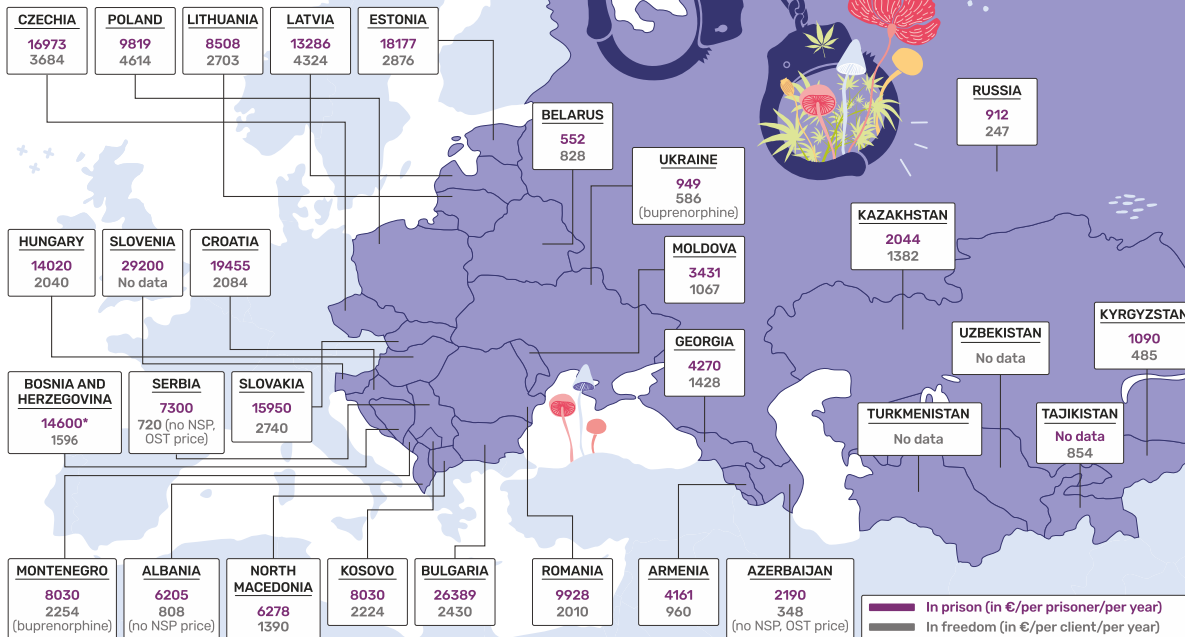 CZECHIA
16973
3684
POLAND
9819
4614
LITHUANIA
8508
2703
LATVIA
13286
4324
ESTONIA
18177
2876
BELARUS
552
828
UKRAINE
949
586
(buprenorphine)
RUSSIA
912
247
KAZAKHSTAN
2044
1382
HUNGARY
14020
2040
SLOVENIA
29200
No data
CROATIA
19455
2084
MOLDOVA
3431
1067
KYRGYZSTAN
1090
485
UZBEKISTAN
No data
GEORGIA
4270
1428
BOSNIA AND
HERZEGOVINA
14600*
1596
SERBIA
7300
720 (no NSP,
OST price)
SLOVAKIA
15950
2740
TURKMENISTAN
No data
TAJIKISTAN
No data
854
MONTENEGRO
8030
2254
(buprenorphine)
ALBANIA
6205
808
(no NSP price)
NORTH
MACEDONIA
6278
1390
KOSOVO
8030
2224
BULGARIA
26389
2430
ROMANIA
9928
2010
ARMENIA
4161
960
AZERBAIJAN
2190
348
(no NSP, OST price)
In prison (in €/per prisoner/per year)
In freedom (in €/per client/per year)